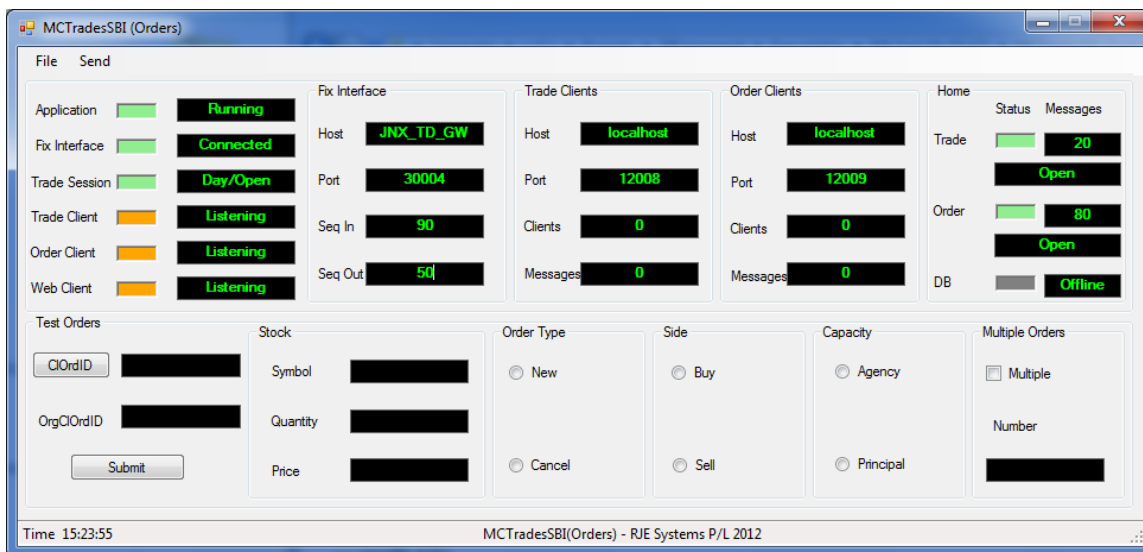 MCTradesSBI (Orders)
File Send
Application Running
Fix Interface Connected
Trade Session Day/Open
Trade Client Listening
Order Client Listening
Web Client Listening
Fix Interface
Host JNX_TD_GW
Port 30004
Seq In 90
Seq Out 50
Trade Clients
Host localhost
Port 12008
Clients 0
Messages 0
Order Clients
Host localhost
Port 12009
Clients 0
Messages 0
Home
Status Messages
Trade 20
Open
Order 80
Open
DB Offline
Test Orders
ClOrdID
OrgClOrdID
Submit
Stock
Symbol
Quantity
Price
Order Type
New
Cancel
Side
Buy
Sell
Capacity
Agency
Principal
Multiple Orders
Multiple
Number
Time 15:23:55 MCTradesSBI(Orders) - RJE Systems P/L 2012